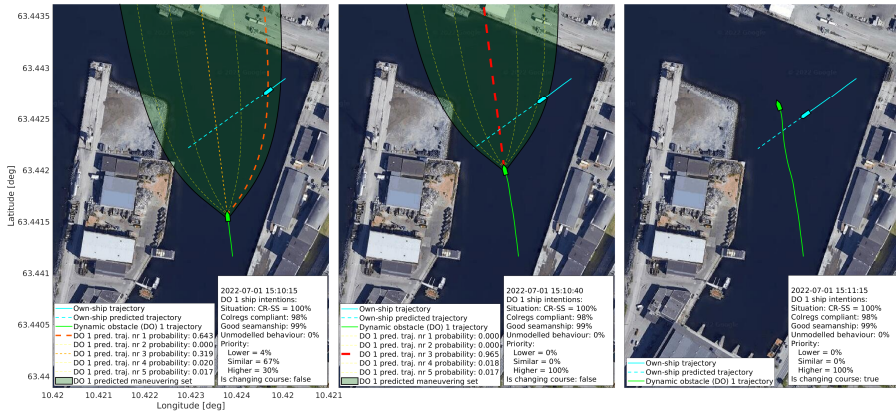 63.4435
63.443
63.4425
63.442
63.4415
63.441
63.4405
63.44
Latitude [deg]
10.42
10.421
10.422
10.423
10.424
10.42
10.421
Longitude [deg]
Own-ship trajectory
Own-ship predicted trajectory
Dynamic obstacle (DO) 1 trajectory
DO 1 pred. traj. nr 1 probability: 0.643
DO 1 pred. traj. nr 2 probability: 0.000
DO 1 pred. traj. nr 3 probability: 0.319
DO 1 pred. traj. nr 4 probability: 0.020
DO 1 pred. traj. nr 5 probability: 0.017
DO 1 predicted maneuvering set
2022-07-01 15:10:15
DO 1 ship intentions:
Situation: CR-SS = 100%
Colregs compliant: 98%
Good seamanship: 99%
Unmodelled behaviour: 0%
Priority:
Lower = 4%
Similar = 67%
Higher = 30%
Is changing course: false
Own-ship trajectory
Own-ship predicted trajectory
Dynamic obstacle (DO) 1 trajectory
DO 1 pred. traj. nr 1 probability: 0.000
DO 1 pred. traj. nr 2 probability: 0.000
DO 1 pred. traj. nr 3 probability: 0.965
DO 1 pred. traj. nr 4 probability: 0.018
DO 1 pred. traj. nr 5 probability: 0.017
DO 1 predicted maneuvering set
2022-07-01 15:10:40
DO 1 ship intentions:
Situation: CR-SS = 100%
Colregs compliant: 98%
Good seamanship: 99%
Unmodelled behaviour: 0%
Priority:
Lower = 0%
Similar = 0%
Higher = 100%
Is changing course: false
Own-ship trajectory
Own-ship predicted trajectory
Dynamic obstacle (DO) 1 trajectory
2022-07-01 15:11:15
DO 1 ship intentions:
Situation: CR-SS = 100%
Colregs compliant: 98%
Good seamanship: 99%
Unmodelled behaviour: 0%
Priority:
Lower = 0%
Similar = 0%
Higher = 100%
Is changing course: true